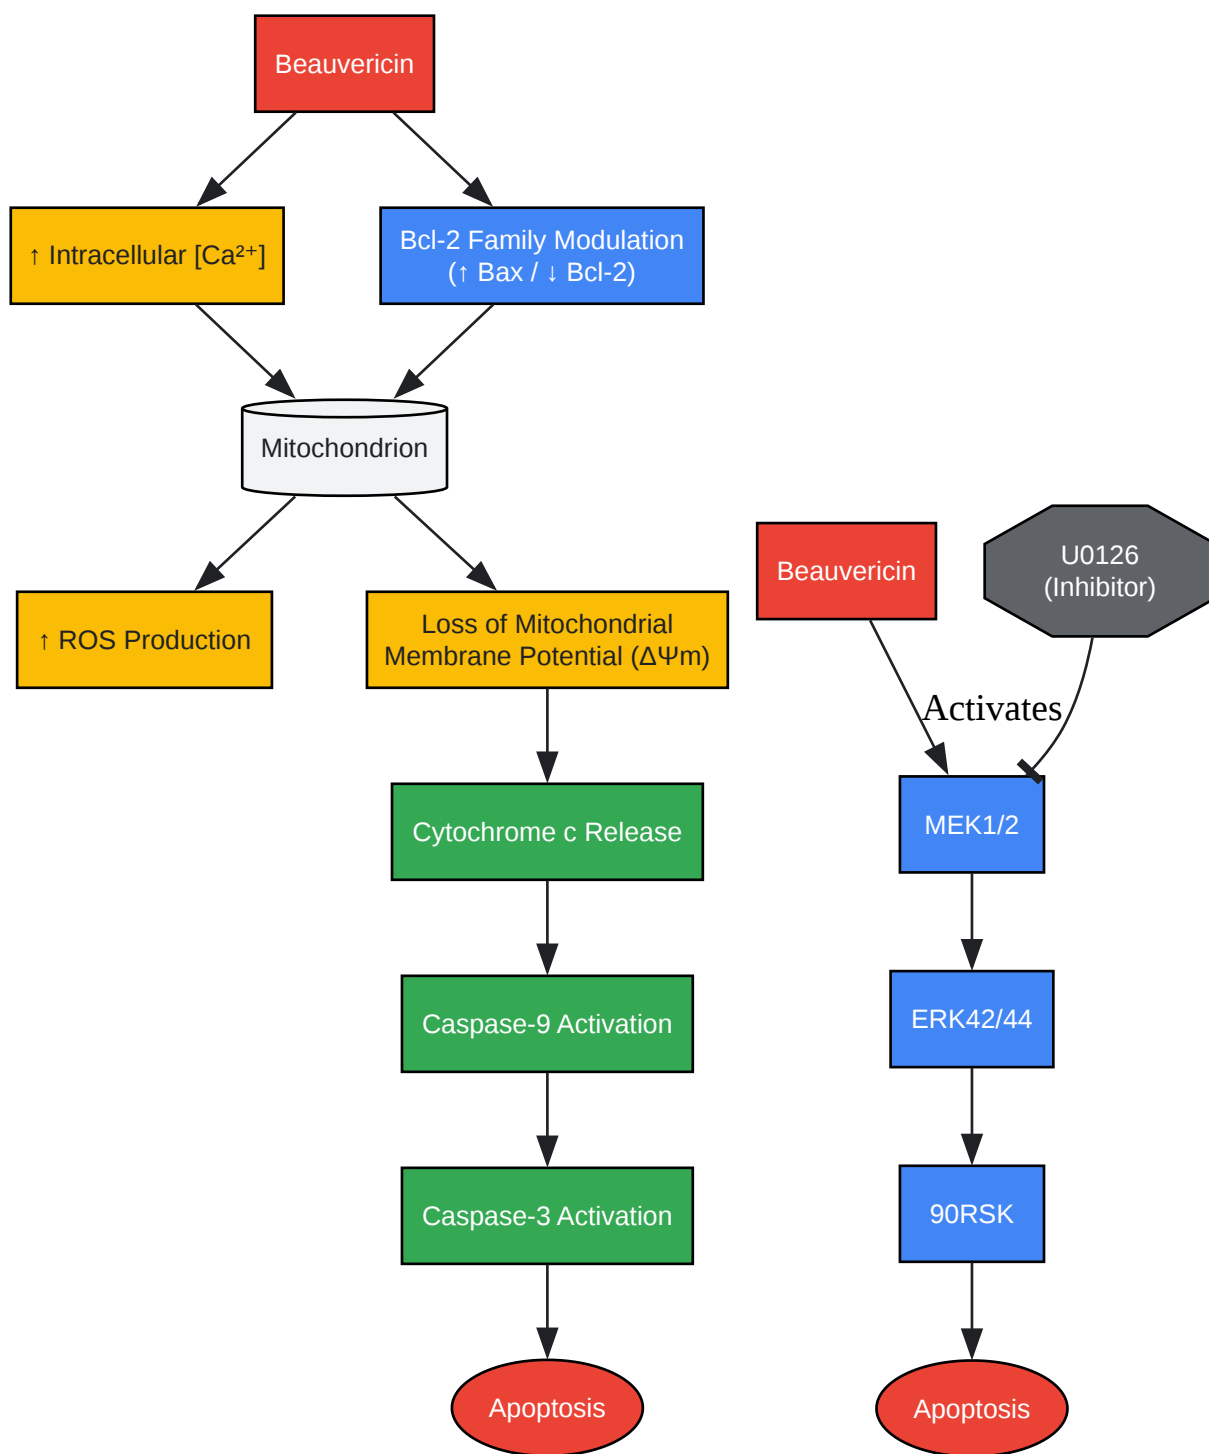 Beauvericin
↑ Intracellular [Ca²⁺]
Bcl-2 Family Modulation
(↑ Bax / ↓ Bcl-2)
Mitochondrion
↑ ROS Production
Loss of Mitochondrial
Membrane Potential (ΔΨm)
Cytochrome c Release
Caspase-9 Activation
Caspase-3 Activation
Apoptosis
Beauvericin
U0126
(Inhibitor)
Activates
MEK1/2
ERK42/44
90RSK
Apoptosis